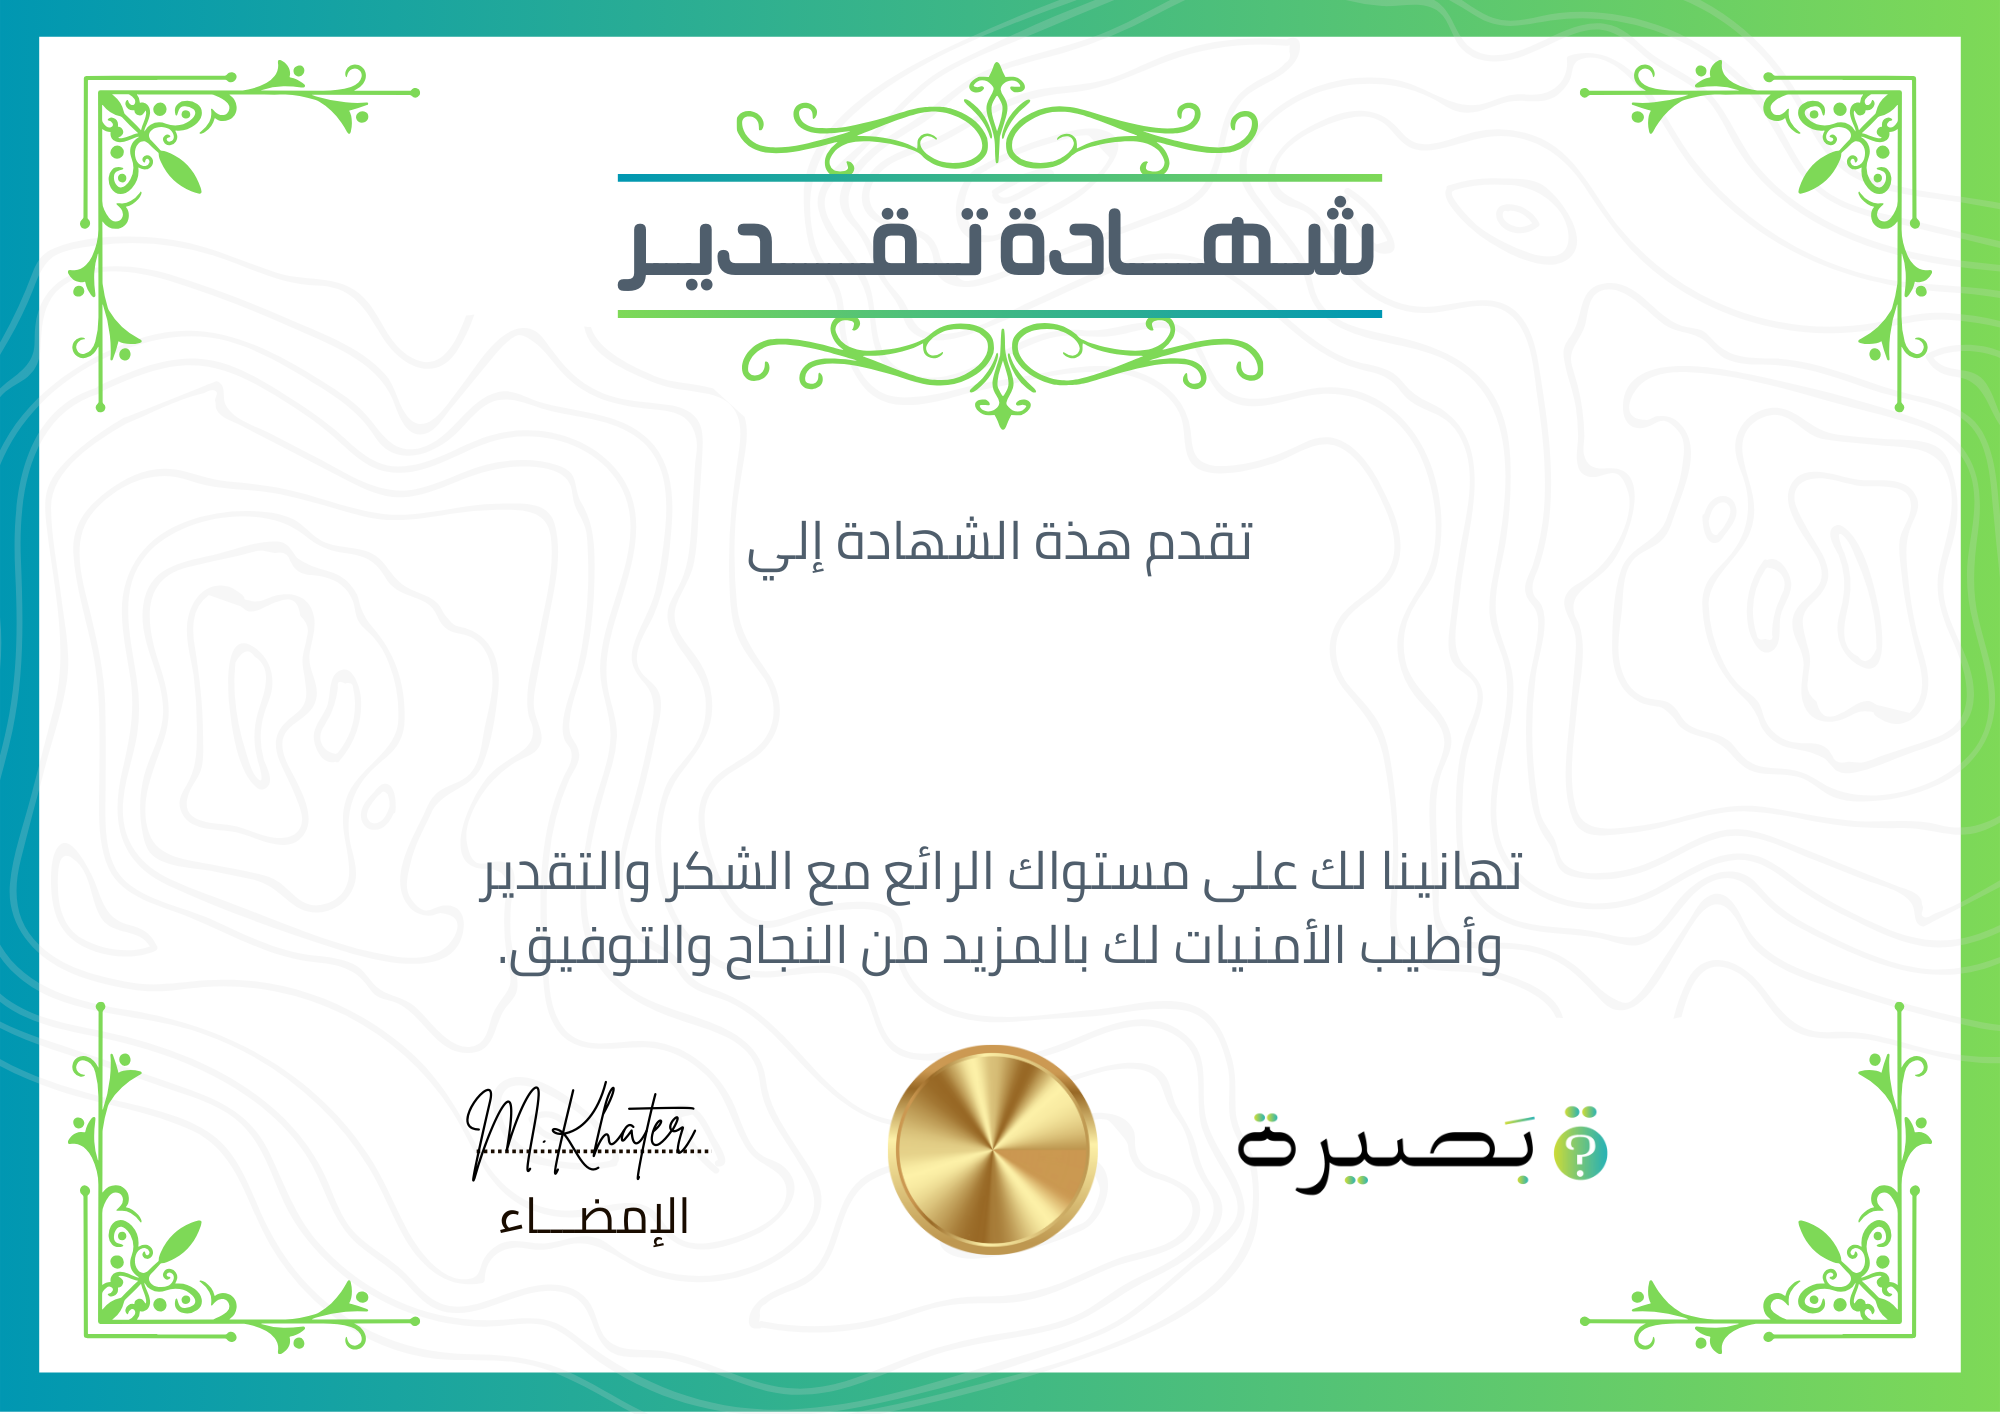 شهادة تقدير
تقدم هذة الشهادة إلي
تهانينا لك على مستواك الرائع مع الشكر والتقدير
وأطيب الأمنيات لك بالمزيد من النجاح والتوفيق.
بَصيرة
؟
M.Khater
الإمضاء